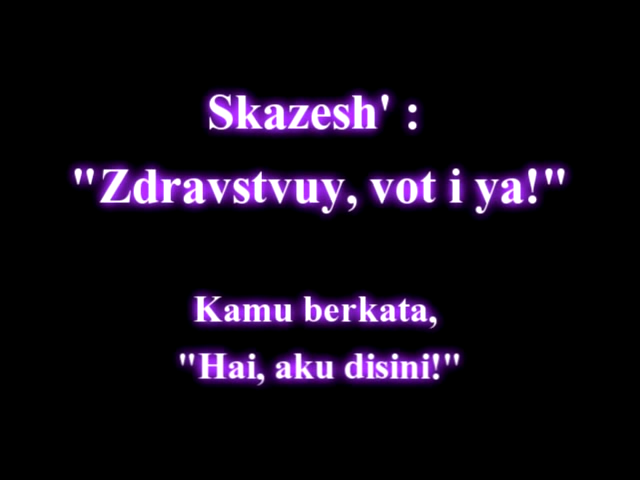 Skazesh' :
"Zdravstvuy, vot i ya!"
Kamu berkata,
"Hai, aku disini!"